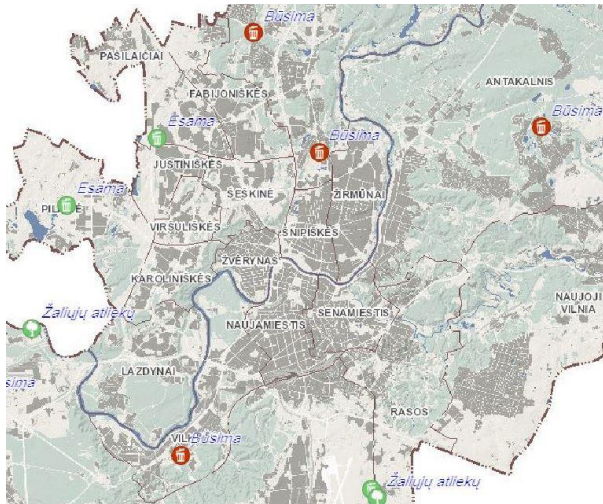 Būsima
PAŠILAIČIAI
FABIJONIŠKĖS
ANTAKALNIS
Esama
Būsima
Būsima
JUSTINIŠKĖS
ŠEŠKINĖ
ŽIRMŪNAI
Esama
VIRŠULIŠKĖS
ŠNIPIŠKĖS
ŽVĖRYNAS
KAROLINIŠKĖS
NAUJOJI
VILNIA
Žaliųjų atliekų
NAUJAMIESTIS
SENAMIESTIS
LAZDYNAI
RASOS
Būsima
Žaliųjų atliekų